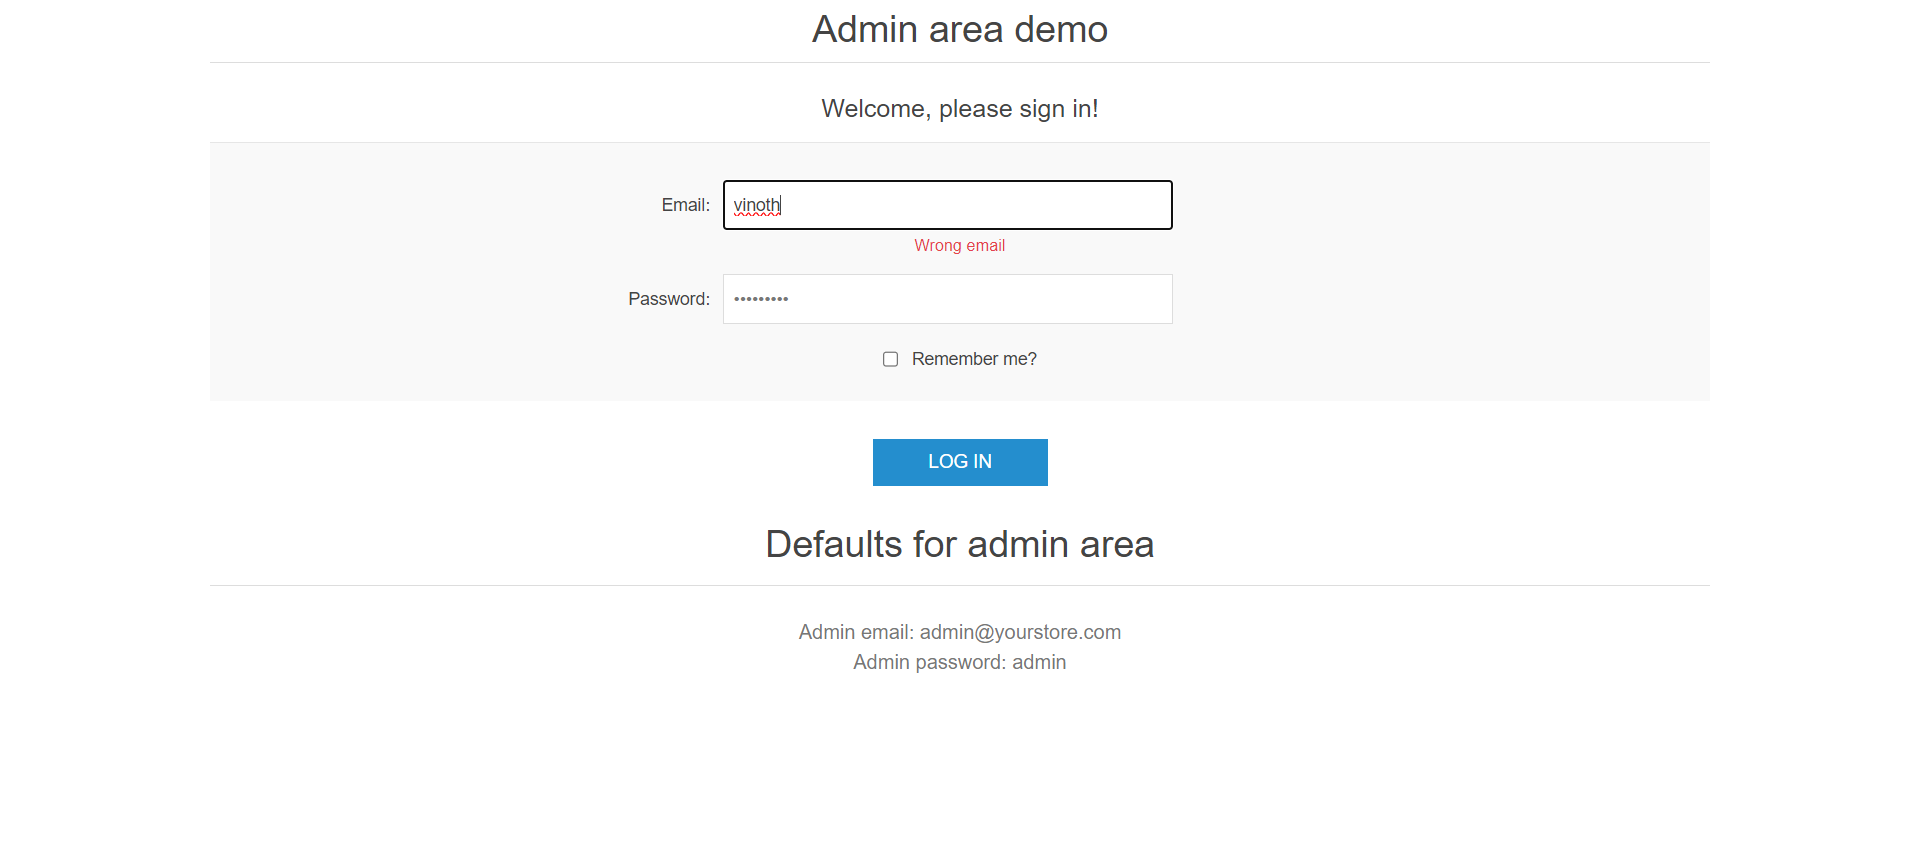 Admin area demo
Welcome, please sign in!
Email: vinoth
Wrong email
Password: •••••••••
Remember me?
LOG IN
Defaults for admin area
Admin email: admin@yourstore.com
Admin password: admin